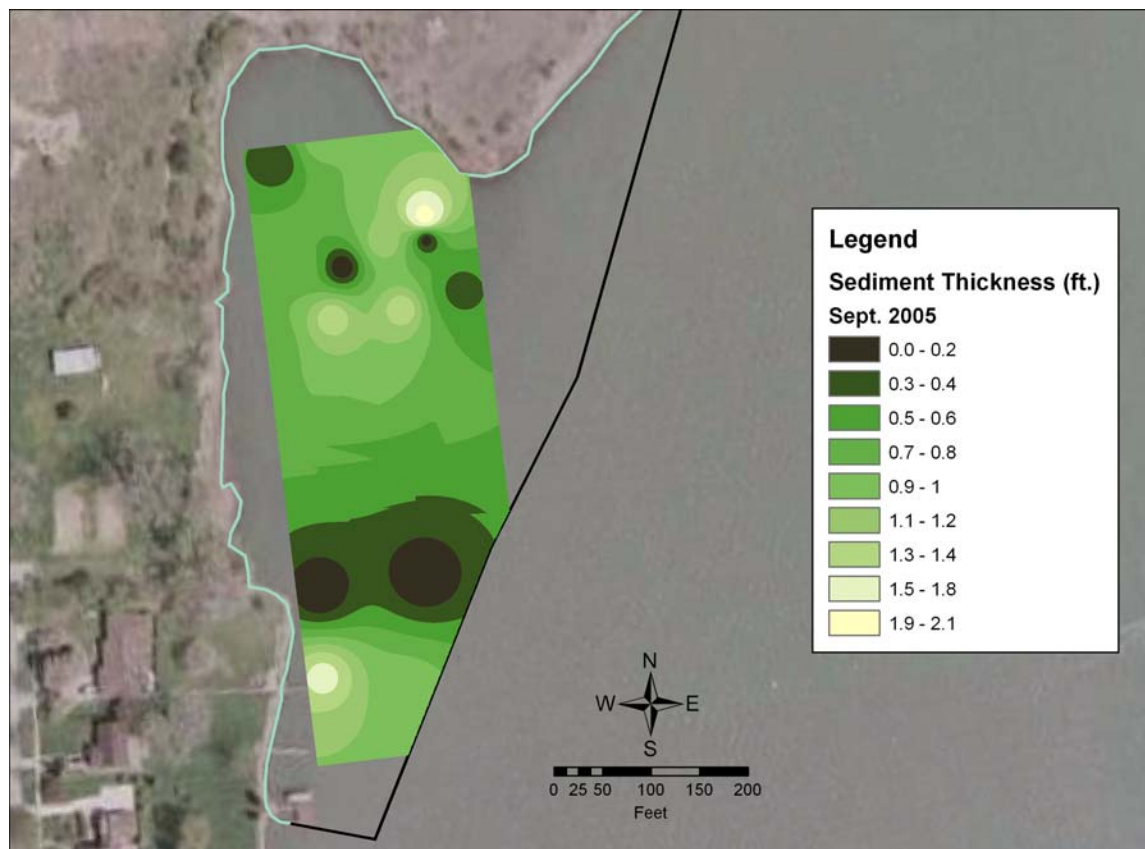 Legend
Sediment Thickness (ft.)
Sept. 2005
0.0 - 0.2
0.3 - 0.4
0.5 - 0.6
0.7 - 0.8
0.9 - 1
1.1 - 1.2
1.3 - 1.4
1.5 - 1.8
1.9 - 2.1
N
W E
S
0 25 50 100 150 200
Feet